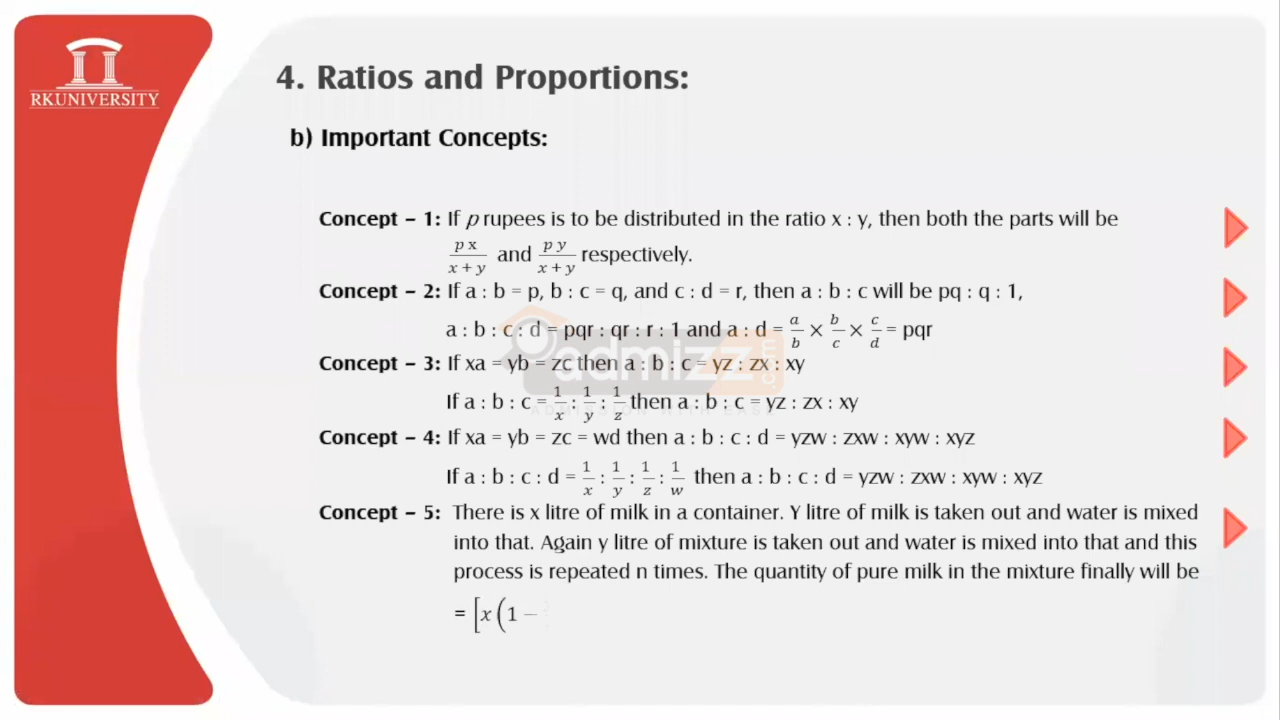 RKUNIVERSITY
4. Ratios and Proportions:
b) Important Concepts:
Concept – 1: If p rupees is to be distributed in the ratio x : y, then both the parts will be
p x / x + y and p y / x + y respectively.
Concept – 2: If a : b = p, b : c = q, and c : d = r, then a : b : c will be pq : q : 1,
a : b : c : d = pqr : qr : r : 1 and a : d = a/b × b/c × c/d = pqr
Concept – 3: If xa = yb = zc then a : b : c = yz : zx : xy
If a : b : c = 1/x : 1/y : 1/z then a : b : c = yz : zx : xy
Concept – 4: If xa = yb = zc = wd then a : b : c : d = yzw : zxw : xyw : xyz
If a : b : c : d = 1/x : 1/y : 1/z : 1/w then a : b : c : d = yzw : zxw : xyw : xyz
Concept – 5: There is x litre of milk in a container. Y litre of milk is taken out and water is mixed
into that. Again y litre of mixture is taken out and water is mixed into that and this
process is repeated n times. The quantity of pure milk in the mixture finally will be
= [x (1 –
admizz.com
ADMISSION WITH EASE